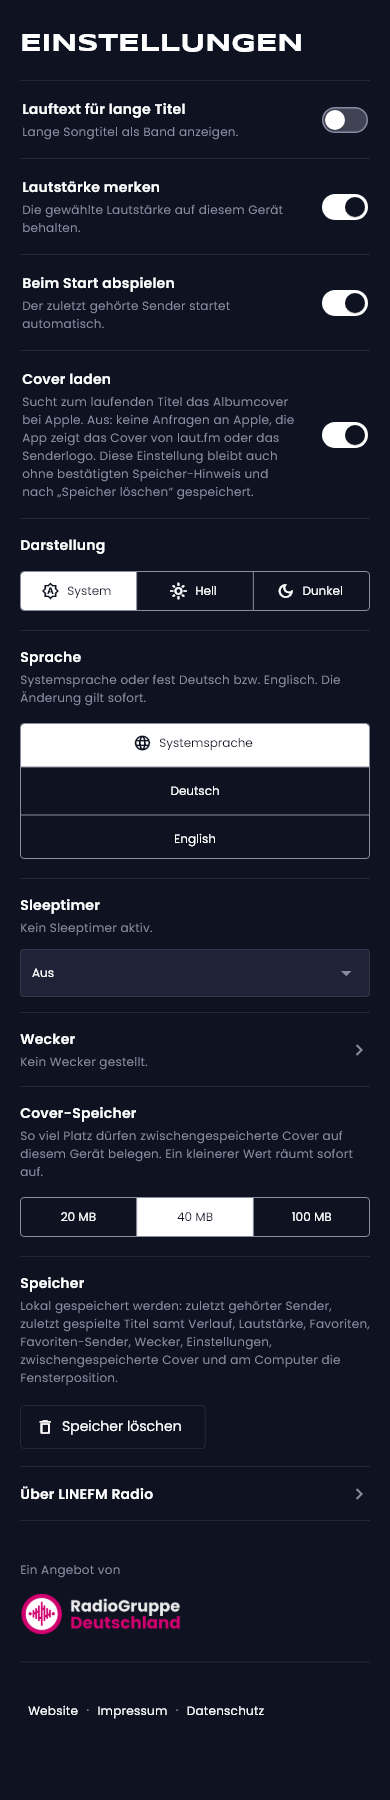 EINSTELLUNGEN
Lauftext für lange Titel
Lange Songtitel als Band anzeigen.
Lautstärke merken
Die gewählte Lautstärke auf diesem Gerät
behalten.
Beim Start abspielen
Der zuletzt gehörte Sender startet
automatisch.
Cover laden
Sucht zum laufenden Titel das Albumcover
bei Apple. Aus: keine Anfragen an Apple, die
App zeigt das Cover von laut.fm oder das
Senderlogo. Diese Einstellung bleibt auch
ohne bestätigten Speicher-Hinweis und
nach „Speicher löschen“ gespeichert.
Darstellung
System Hell Dunkel
Sprache
Systemsprache oder fest Deutsch bzw. Englisch. Die
Änderung gilt sofort.
Systemsprache
Deutsch
English
Sleeptimer
Kein Sleeptimer aktiv.
Aus
Wecker
Kein Wecker gestellt.
Cover-Speicher
So viel Platz dürfen zwischengespeicherte Cover auf
diesem Gerät belegen. Ein kleinerer Wert räumt sofort
auf.
20 MB 40 MB 100 MB
Speicher
Lokal gespeichert werden: zuletzt gehörter Sender,
zuletzt gespielte Titel samt Verlauf, Lautstärke, Favoriten,
Favoriten-Sender, Wecker, Einstellungen,
zwischengespeicherte Cover und am Computer die
Fensterposition.
Speicher löschen
Über LINEFM Radio
Ein Angebot von
RadioGruppe
Deutschland
Website · Impressum · Datenschutz